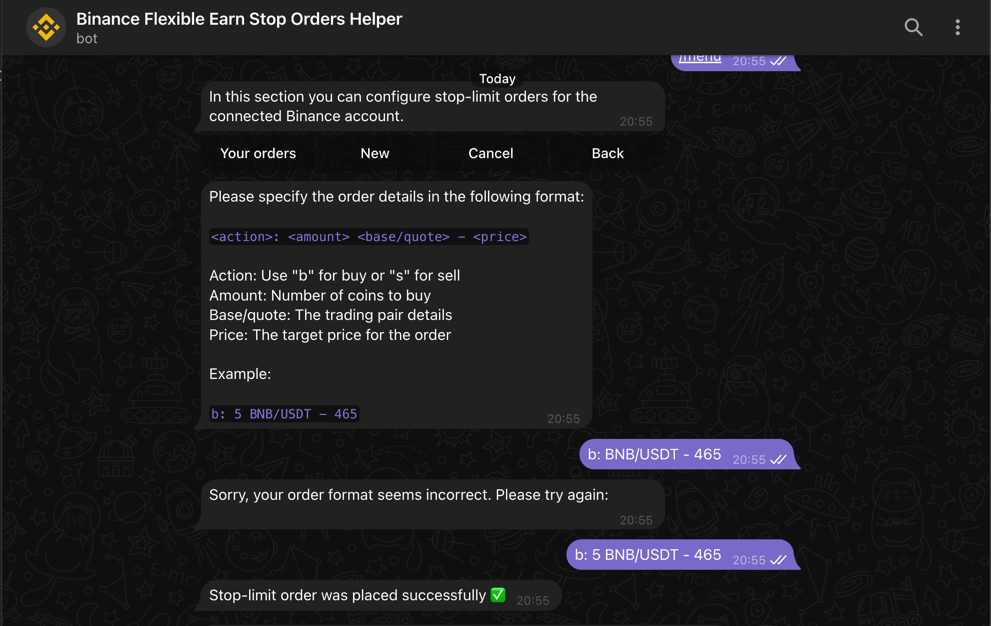 Binance Flexible Earn Stop Orders Helper
bot
/menu 20:55
Today
In this section you can configure stop-limit orders for the
connected Binance account.
20:55
Your orders New Cancel Back
Please specify the order details in the following format:
<action>: <amount> <base/quote> – <price>
Action: Use "b" for buy or "s" for sell
Amount: Number of coins to buy
Base/quote: The trading pair details
Price: The target price for the order
Example:
b: 5 BNB/USDT – 465
20:55
b: BNB/USDT - 465 20:55
Sorry, your order format seems incorrect. Please try again:
20:55
b: 5 BNB/USDT - 465 20:55
Stop-limit order was placed successfully ✅ 20:55